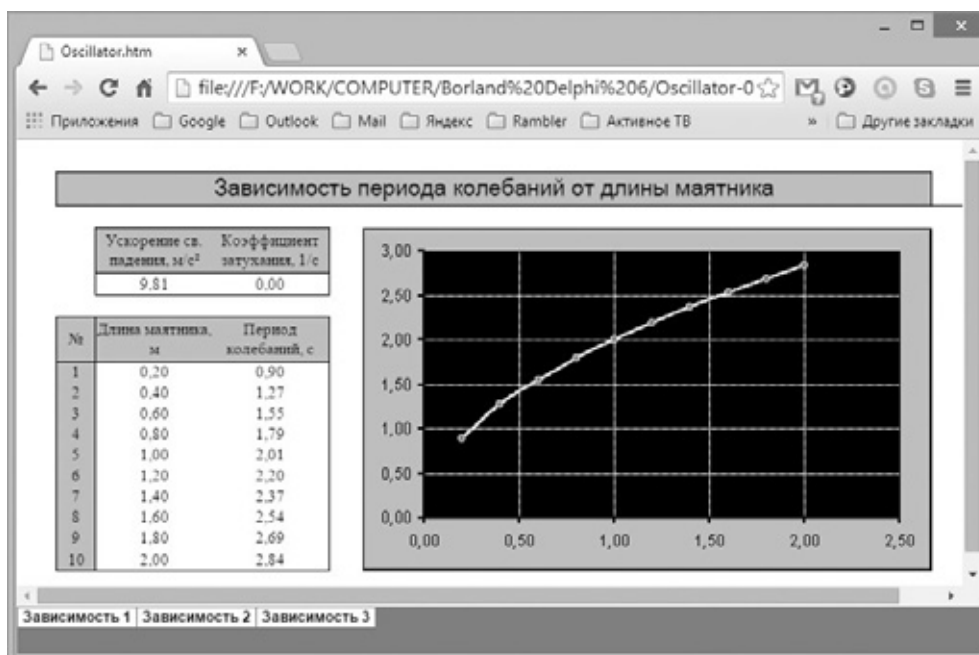 Oscillator.htm
file:///F:/WORK/COMPUTER/Borland%20Delphi%206/Oscillator-0
Приложения Google Outlook Mail Яндекс Rambler Активное ТВ » Другие закладки
Зависимость периода колебаний от длины маятника
Ускорение св. Коэффициент
падения, м/с² затухания, 1/с
9,81 0,00
№ Длина маятника, м Период колебаний, с
1 0,20 0,90
2 0,40 1,27
3 0,60 1,55
4 0,80 1,79
5 1,00 2,01
6 1,20 2,20
7 1,40 2,37
8 1,60 2,54
9 1,80 2,69
10 2,00 2,84
3,00
2,50
2,00
1,50
1,00
0,50
0,00
0,00 0,50 1,00 1,50 2,00 2,50
Зависимость 1 Зависимость 2 Зависимость 3